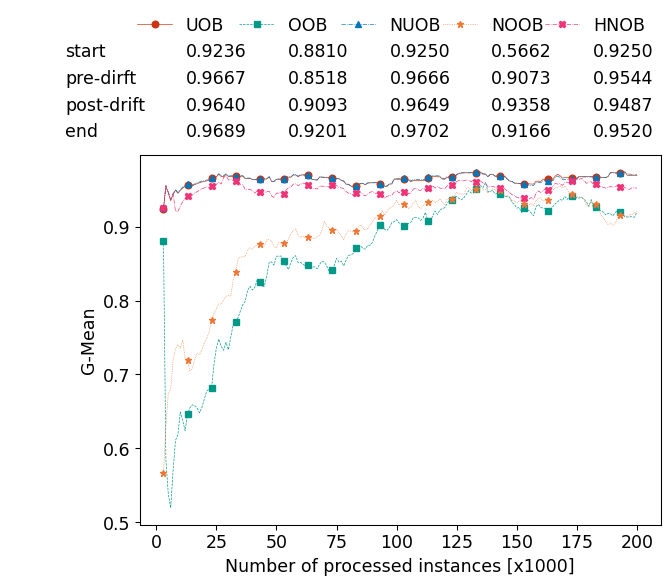 UOB OOB NUOB NOOB HNOB
start 0.9236 0.8810 0.9250 0.5662 0.9250
pre-dirft 0.9667 0.8518 0.9666 0.9073 0.9544
post-drift 0.9640 0.9093 0.9649 0.9358 0.9487
end 0.9689 0.9201 0.9702 0.9166 0.9520
0.9
0.8
0.7
0.6
0.5
G-Mean
0 25 50 75 100 125 150 175 200
Number of processed instances [x1000]